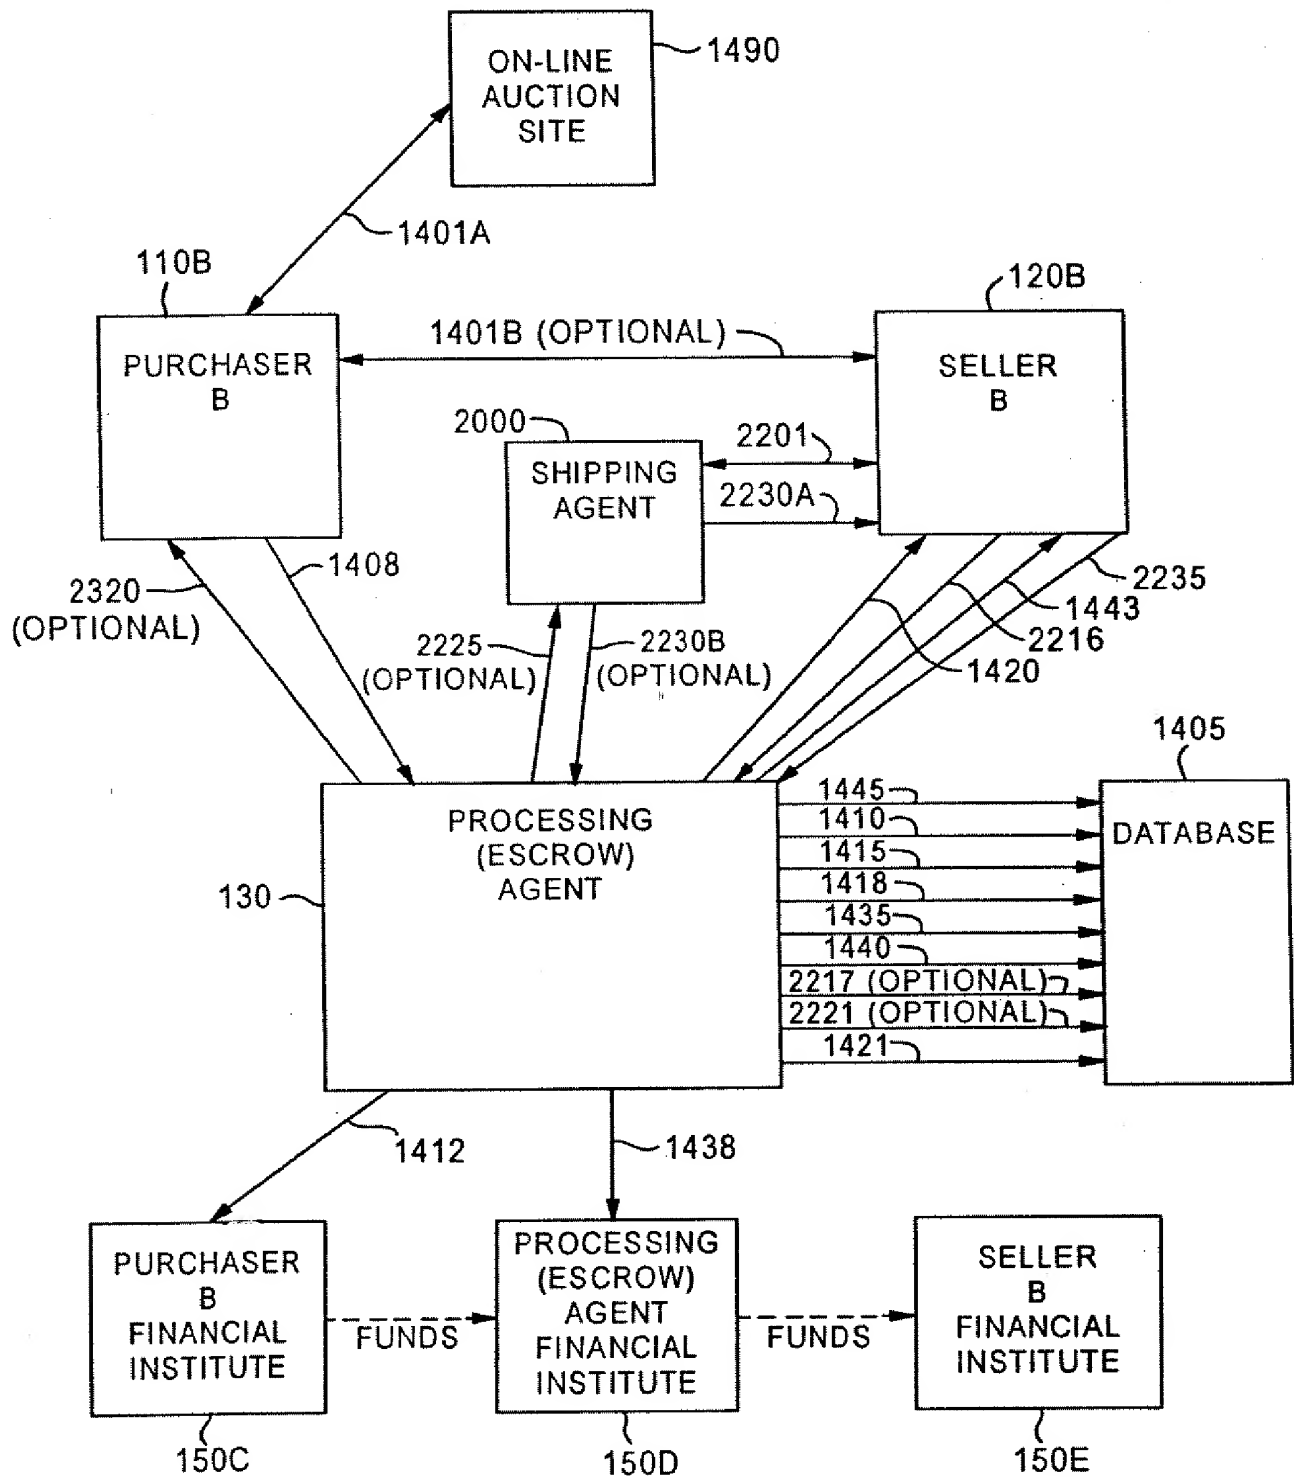 ON-LINE
AUCTION
SITE
1490
1401A
110B
120B
PURCHASER
B
1401B (OPTIONAL)
SELLER
B
2000
SHIPPING
AGENT
2201
2230A
2320
(OPTIONAL)
1408
2225
(OPTIONAL)
2230B
(OPTIONAL)
2235
1443
2216
1420
1405
DATABASE
PROCESSING
(ESCROW)
AGENT
130
1445
1410
1415
1418
1435
1440
2217 (OPTIONAL)
2221 (OPTIONAL)
1421
1412
1438
PURCHASER
B
FINANCIAL
INSTITUTE
FUNDS
PROCESSING
(ESCROW)
AGENT
FINANCIAL
INSTITUTE
FUNDS
SELLER
B
FINANCIAL
INSTITUTE
150C
150D
150E